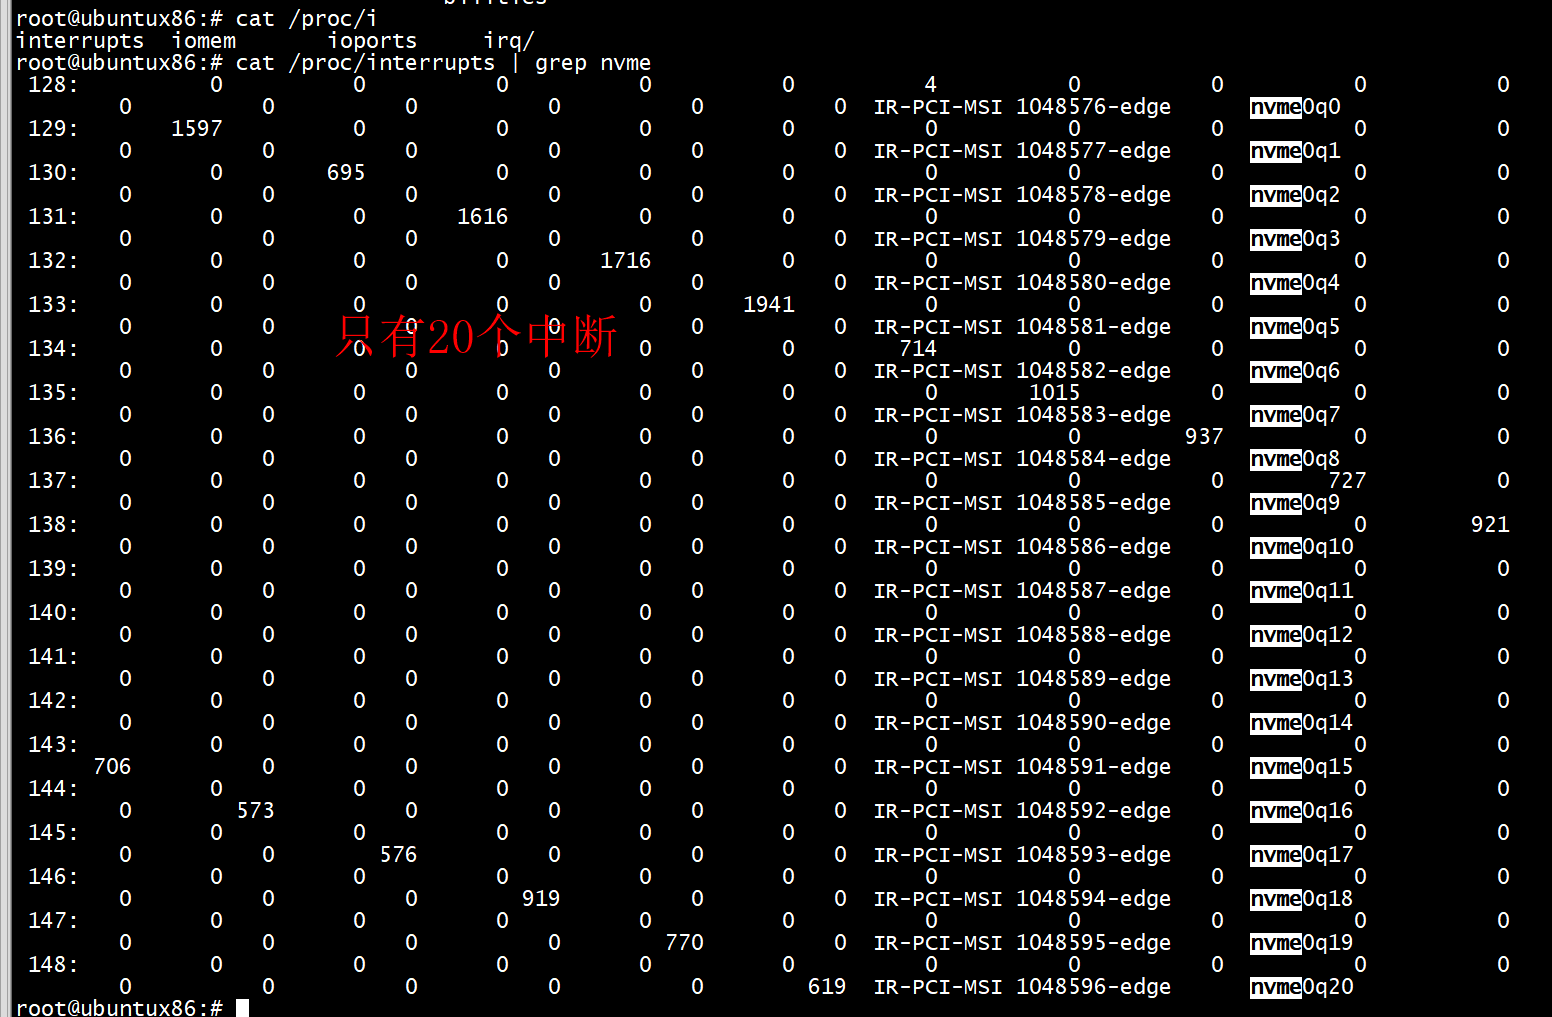 root@ubuntux86:# cat /proc/i
interrupts iomem ioports irq/
root@ubuntux86:# cat /proc/interrupts | grep nvme
128: 0 0 0 0 0 4 0 0 0 0
0 0 0 0 0 0 IR-PCI-MSI 1048576-edge nvme0q0
129: 1597 0 0 0 0 0 0 0 0 0
0 0 0 0 0 0 IR-PCI-MSI 1048577-edge nvme0q1
130: 0 695 0 0 0 0 0 0 0 0
0 0 0 0 0 0 IR-PCI-MSI 1048578-edge nvme0q2
131: 0 0 1616 0 0 0 0 0 0 0
0 0 0 0 0 0 IR-PCI-MSI 1048579-edge nvme0q3
132: 0 0 0 1716 0 0 0 0 0 0
0 0 0 0 0 0 IR-PCI-MSI 1048580-edge nvme0q4
133: 0 0 0 0 1941 0 0 0 0 0
0 0 0 0 0 0 IR-PCI-MSI 1048581-edge nvme0q5
只有20个中断
134: 0 0 0 0 0 714 0 0 0 0
0 0 0 0 0 0 IR-PCI-MSI 1048582-edge nvme0q6
135: 0 0 0 0 0 0 1015 0 0 0
0 0 0 0 0 0 IR-PCI-MSI 1048583-edge nvme0q7
136: 0 0 0 0 0 0 0 937 0 0
0 0 0 0 0 0 IR-PCI-MSI 1048584-edge nvme0q8
137: 0 0 0 0 0 0 0 0 727 0
0 0 0 0 0 0 IR-PCI-MSI 1048585-edge nvme0q9
138: 0 0 0 0 0 0 0 0 0 921
0 0 0 0 0 0 IR-PCI-MSI 1048586-edge nvme0q10
139: 0 0 0 0 0 0 0 0 0 0
0 0 0 0 0 0 IR-PCI-MSI 1048587-edge nvme0q11
140: 0 0 0 0 0 0 0 0 0 0
0 0 0 0 0 0 IR-PCI-MSI 1048588-edge nvme0q12
141: 0 0 0 0 0 0 0 0 0 0
0 0 0 0 0 0 IR-PCI-MSI 1048589-edge nvme0q13
142: 0 0 0 0 0 0 0 0 0 0
0 0 0 0 0 0 IR-PCI-MSI 1048590-edge nvme0q14
143: 0 0 0 0 0 0 0 0 0 0
706 0 0 0 0 0 IR-PCI-MSI 1048591-edge nvme0q15
144: 0 0 0 0 0 0 0 0 0 0
0 573 0 0 0 0 IR-PCI-MSI 1048592-edge nvme0q16
145: 0 0 0 0 0 0 0 0 0 0
0 0 576 0 0 0 IR-PCI-MSI 1048593-edge nvme0q17
146: 0 0 0 0 0 0 0 0 0 0
0 0 0 919 0 0 IR-PCI-MSI 1048594-edge nvme0q18
147: 0 0 0 0 0 0 0 0 0 0
0 0 0 0 770 0 IR-PCI-MSI 1048595-edge nvme0q19
148: 0 0 0 0 0 0 0 0 0 0
0 0 0 0 0 619 IR-PCI-MSI 1048596-edge nvme0q20
root@ubuntux86:#